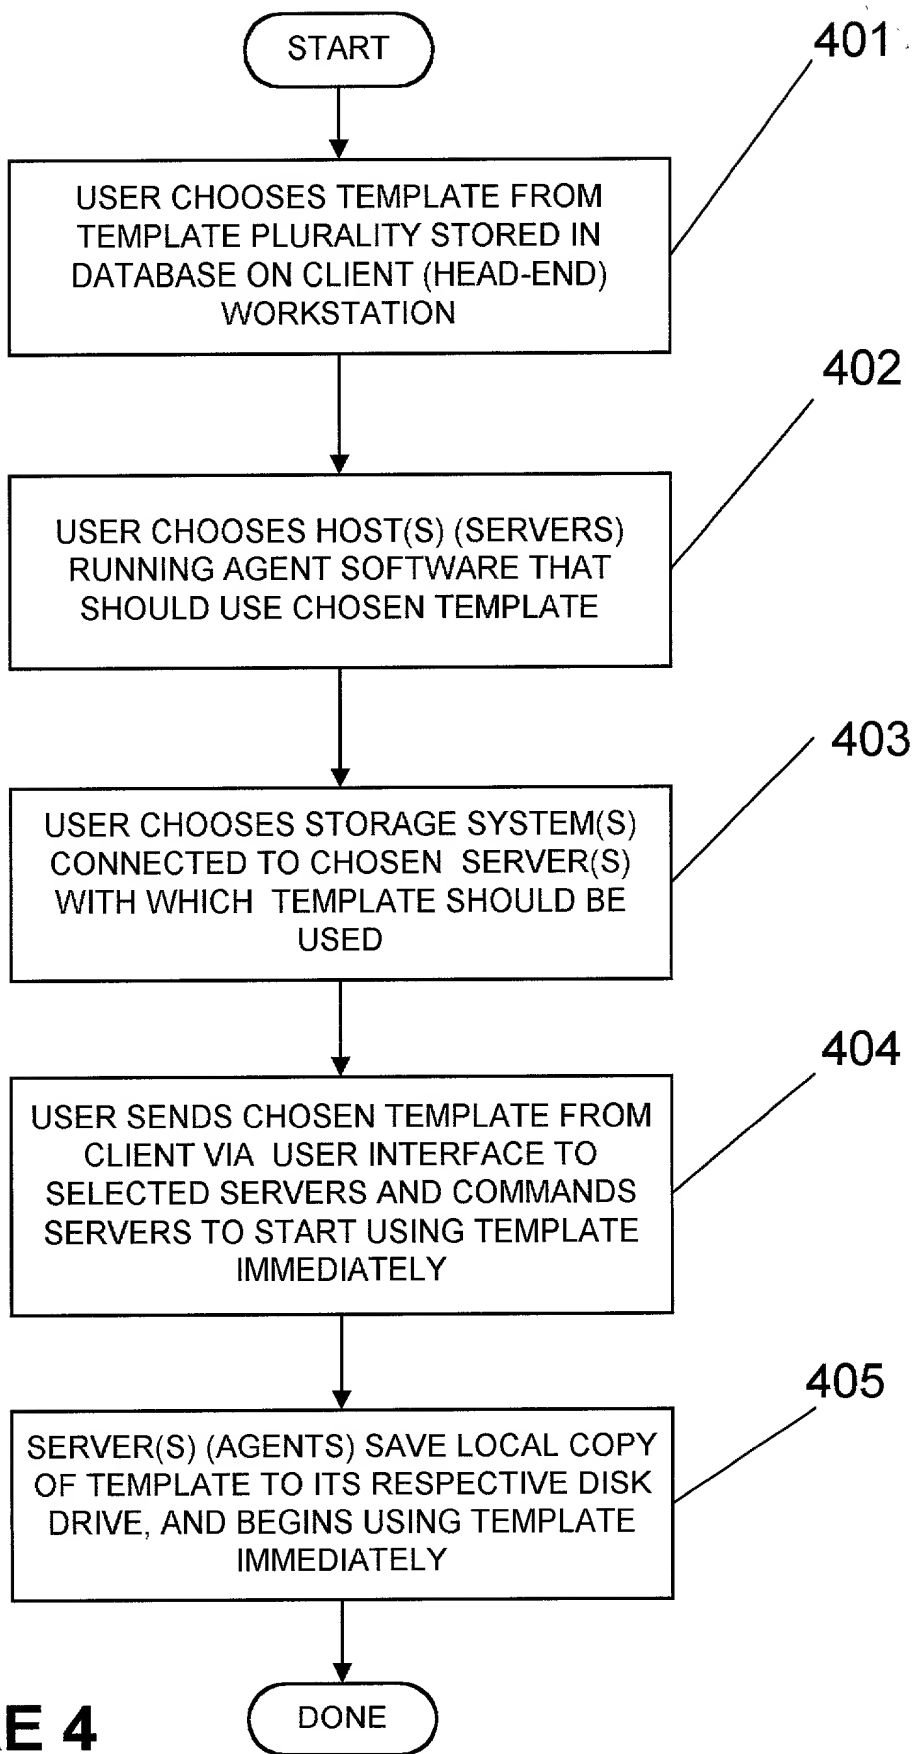 START
401
USER CHOOSES TEMPLATE FROM
TEMPLATE PLURALITY STORED IN
DATABASE ON CLIENT (HEAD-END)
WORKSTATION
402
USER CHOOSES HOST(S) (SERVERS)
RUNNING AGENT SOFTWARE THAT
SHOULD USE CHOSEN TEMPLATE
403
USER CHOOSES STORAGE SYSTEM(S)
CONNECTED TO CHOSEN SERVER(S)
WITH WHICH TEMPLATE SHOULD BE
USED
404
USER SENDS CHOSEN TEMPLATE FROM
CLIENT VIA USER INTERFACE TO
SELECTED SERVERS AND COMMANDS
SERVERS TO START USING TEMPLATE
IMMEDIATELY
405
SERVER(S) (AGENTS) SAVE LOCAL COPY
OF TEMPLATE TO ITS RESPECTIVE DISK
DRIVE, AND BEGINS USING TEMPLATE
IMMEDIATELY
DONE
E 4